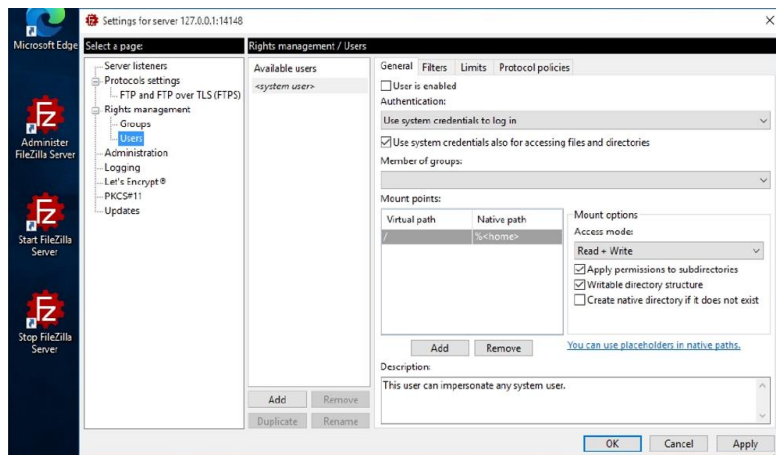 Microsoft Edge
Administer
FileZilla Server
Start FileZilla
Server
Stop FileZilla
Server
Settings for server 127.0.0.1:14148
Select a page:
Server listeners
Protocols settings
FTP and FTP over TLS (FTPS)
Rights management
Groups
Users
Administration
Logging
Let's Encrypt®
PKCS#11
Updates
Rights management / Users
Available users
<system user>
Add
Remove
Duplicate
Rename
General
Filters
Limits
Protocol policies
User is enabled
Authentication:
Use system credentials to log in
Use system credentials also for accessing files and directories
Member of groups:
Mount points:
Virtual path
Native path
/
%<home>
Add
Remove
Mount options
Access mode:
Read + Write
Apply permissions to subdirectories
Writable directory structure
Create native directory if it does not exist
You can use placeholders in native paths.
Description:
This user can impersonate any system user.
OK
Cancel
Apply